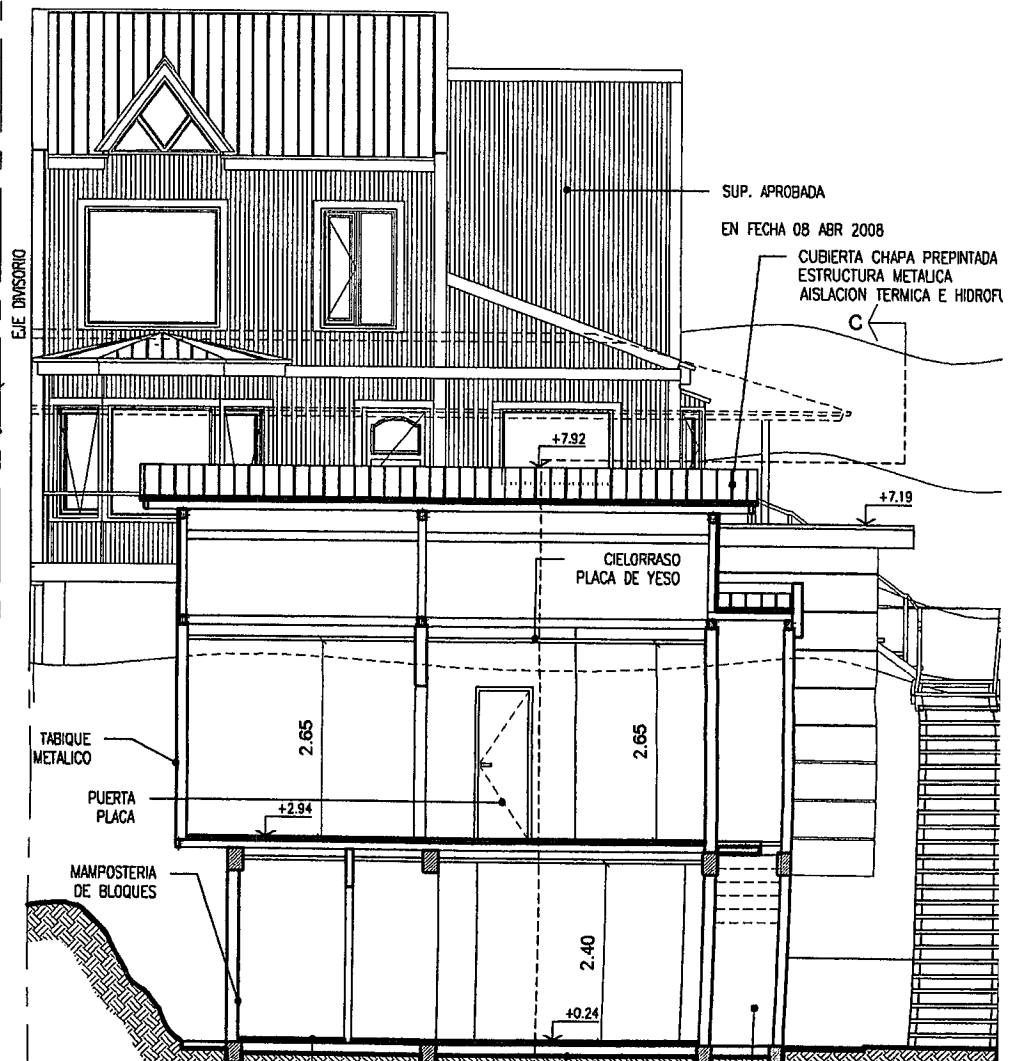 SUP. APROBADA
EN FECHA 08 ABR 2008
CUBIERTA CHAPA PREPINTADA
ESTRUCTURA METALICA
AISLACION TERMICA E HIDROFU
C
EJE DIVISORIO
+7.92
+7.19
CIELORRASO
PLACA DE YESO
2.65
2.65
TABIQUE
METALICO
PUERTA
PLACA
+2.94
MAMPOSTERIA
DE BLOQUES
2.40
+0.24